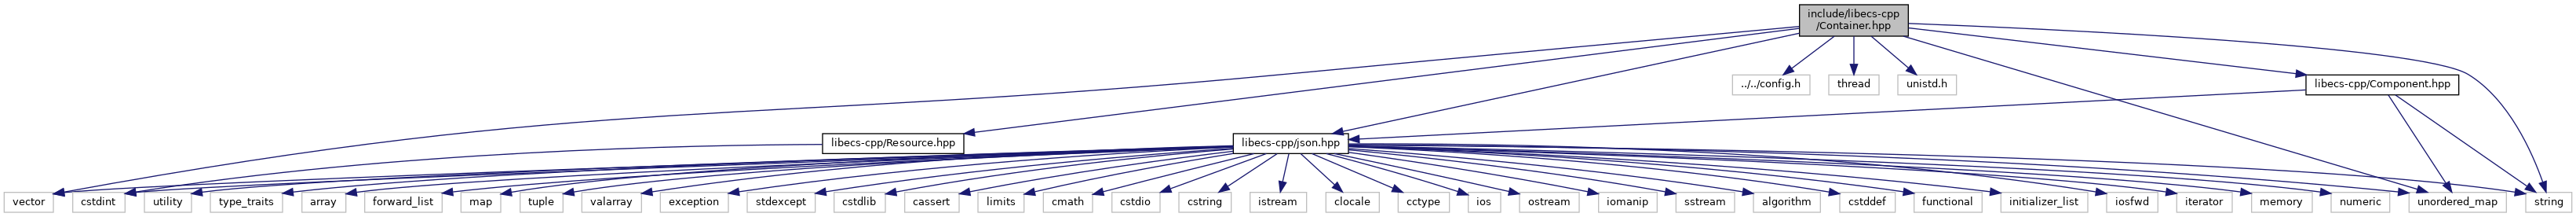 include/libecs-cpp
/Container.hpp
../../config.h
thread
unistd.h
libecs-cpp/Component.hpp
libecs-cpp/Resource.hpp
libecs-cpp/json.hpp
vector
cstdint
utility
type_traits
array
forward_list
map
tuple
valarray
exception
stdexcept
cstdlib
cassert
limits
cmath
cstdio
cstring
istream
clocale
cctype
ios
ostream
iomanip
sstream
algorithm
cstddef
functional
initializer_list
iosfwd
iterator
memory
numeric
unordered_map
string